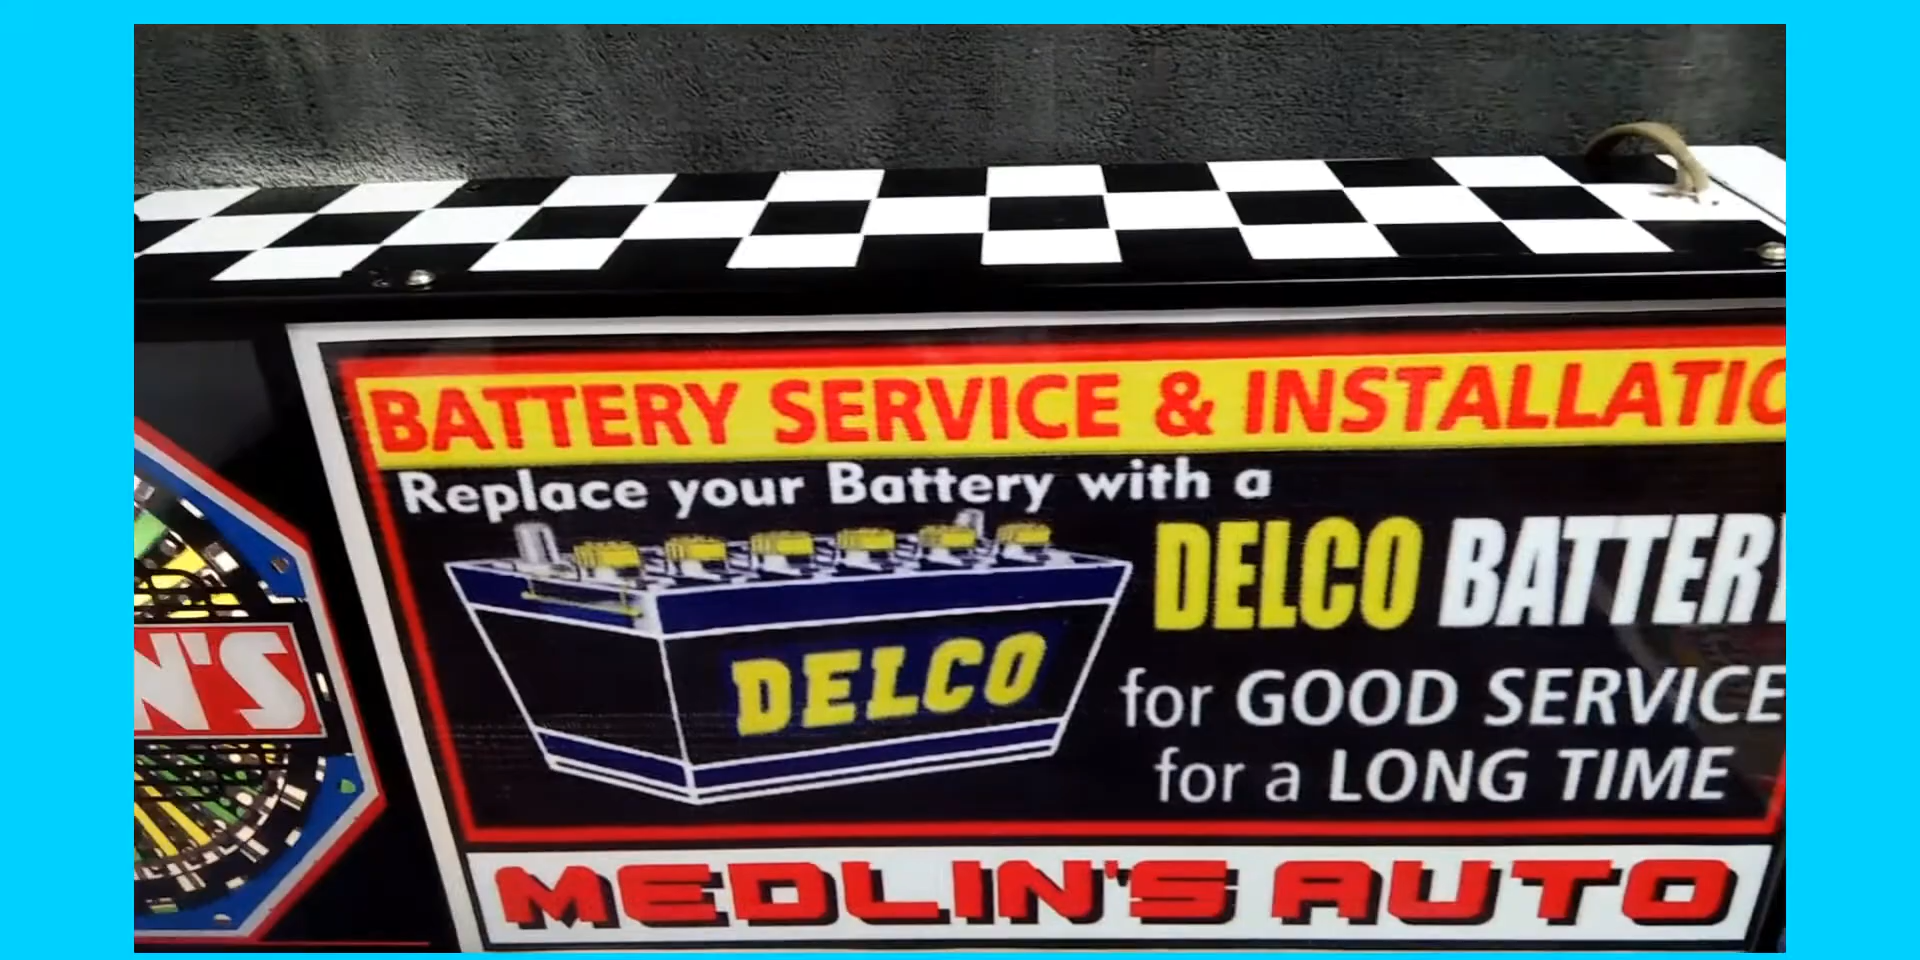 BATTERY SERVICE & INSTALLATIO
Replace your Battery with a
DELCO BATTER
DELCO
for GOOD SERVICE
for a LONG TIME
N'S
MEDLIN'S AUTO